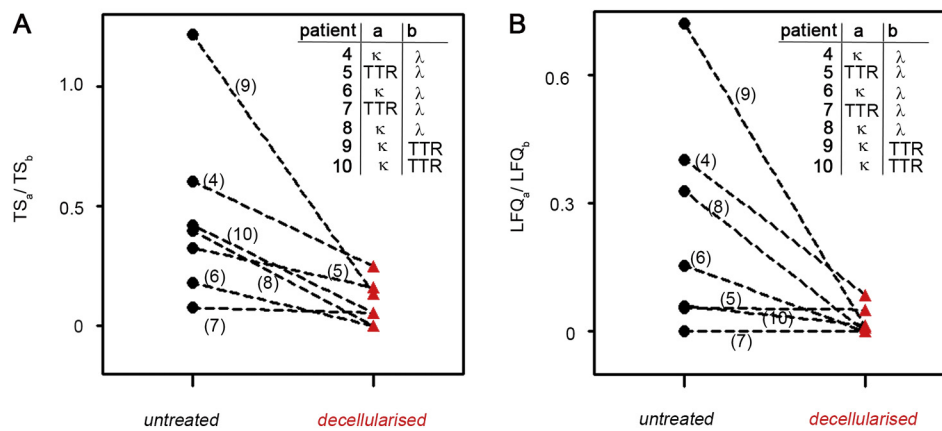 A
patient a b
4 κ λ
5 TTR λ
6 κ λ
7 TTR λ
8 κ λ
9 κ TTR
10 κ TTR
1.0
0.5
0
TSa/ TSb
(9)
(4)
(10)
(5)
(8)
(6)
(7)
untreated decellularised
B
patient a b
4 κ λ
5 TTR λ
6 κ λ
7 TTR λ
8 κ λ
9 κ TTR
10 κ TTR
0.6
0.3
0
LFQa/ LFQb
(9)
(4)
(8)
(6)
(5)
(10)
(7)
untreated decellularised